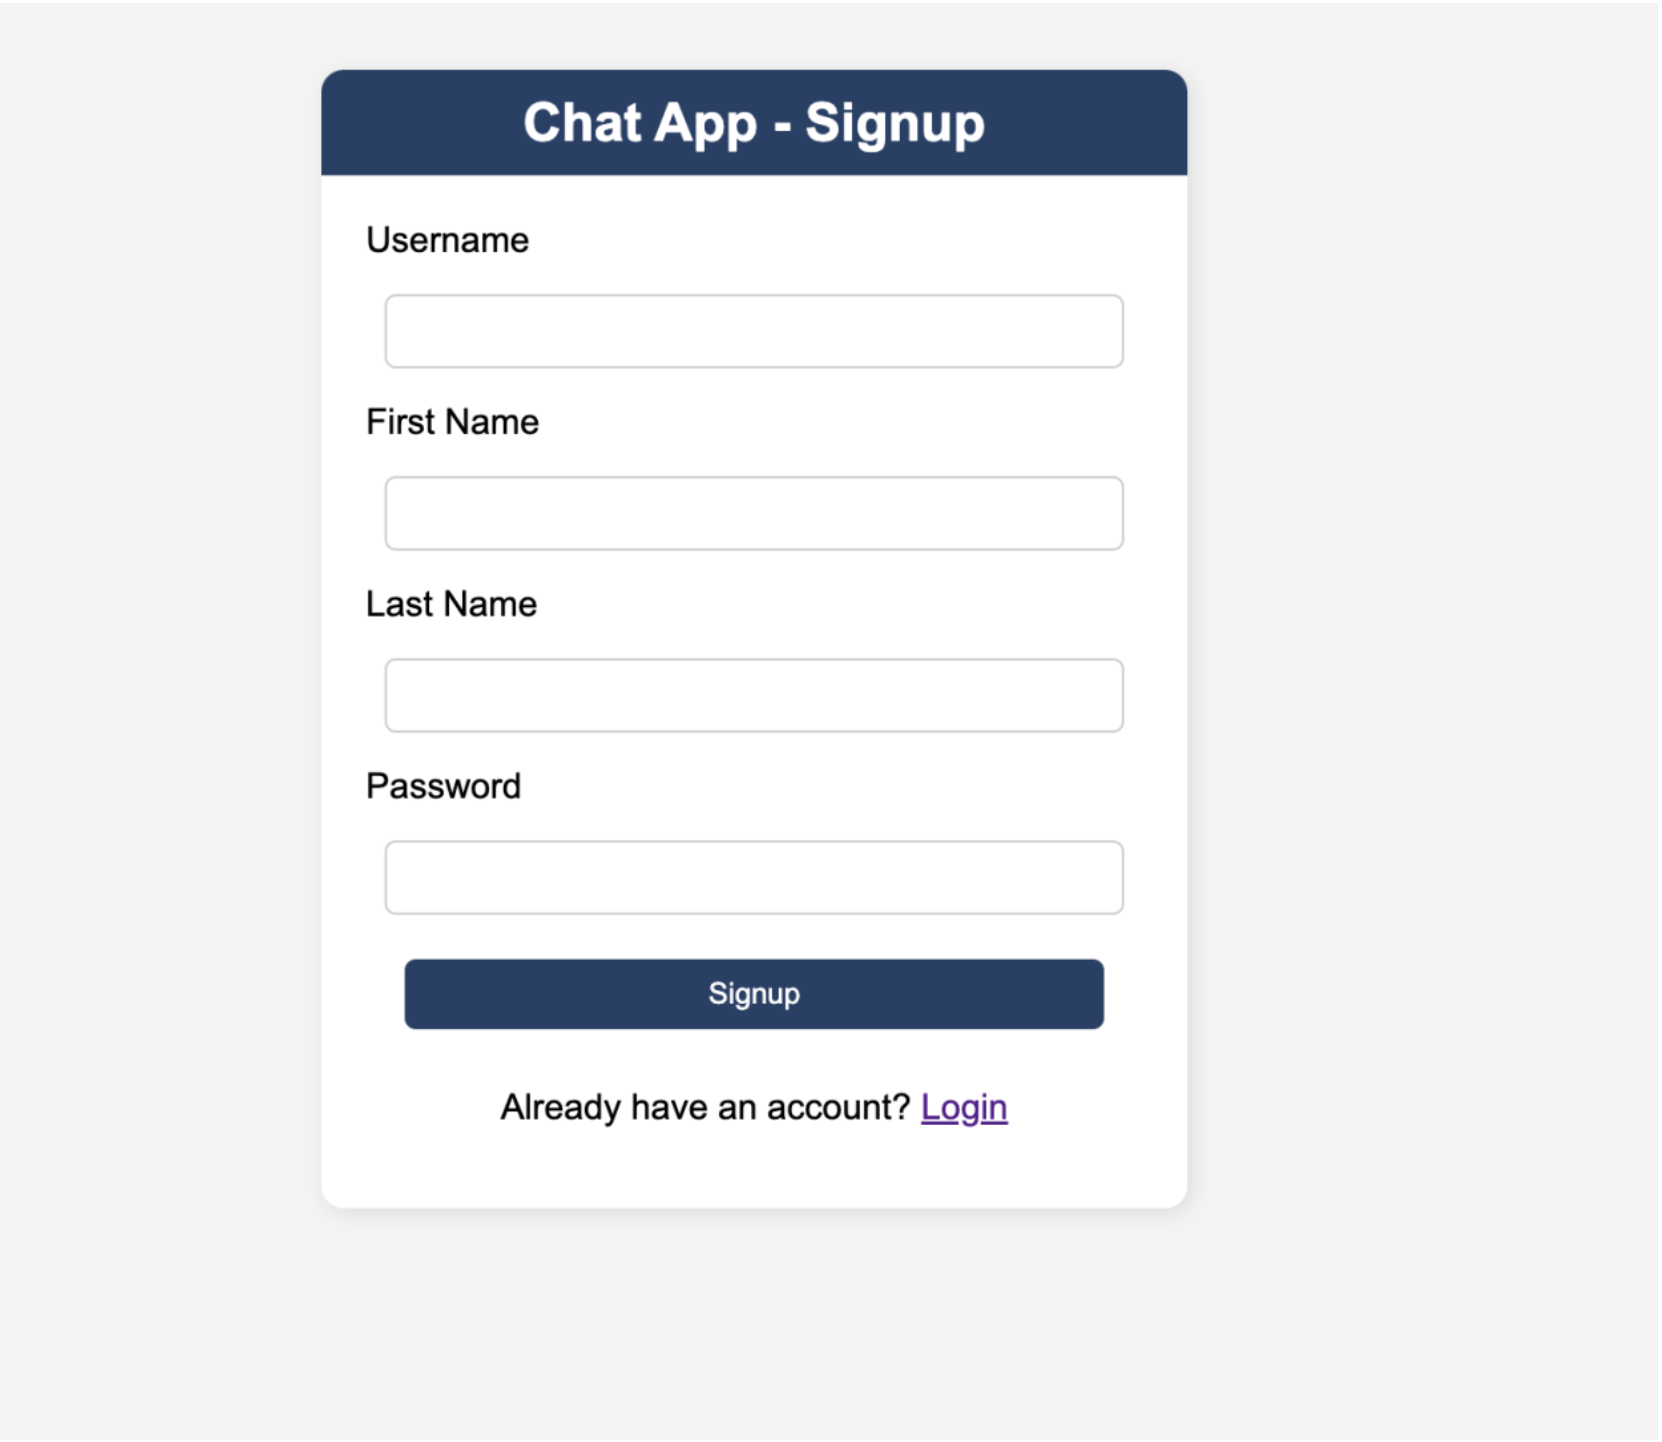 Chat App - Signup
Username
First Name
Last Name
Password
Signup
Already have an account? Login